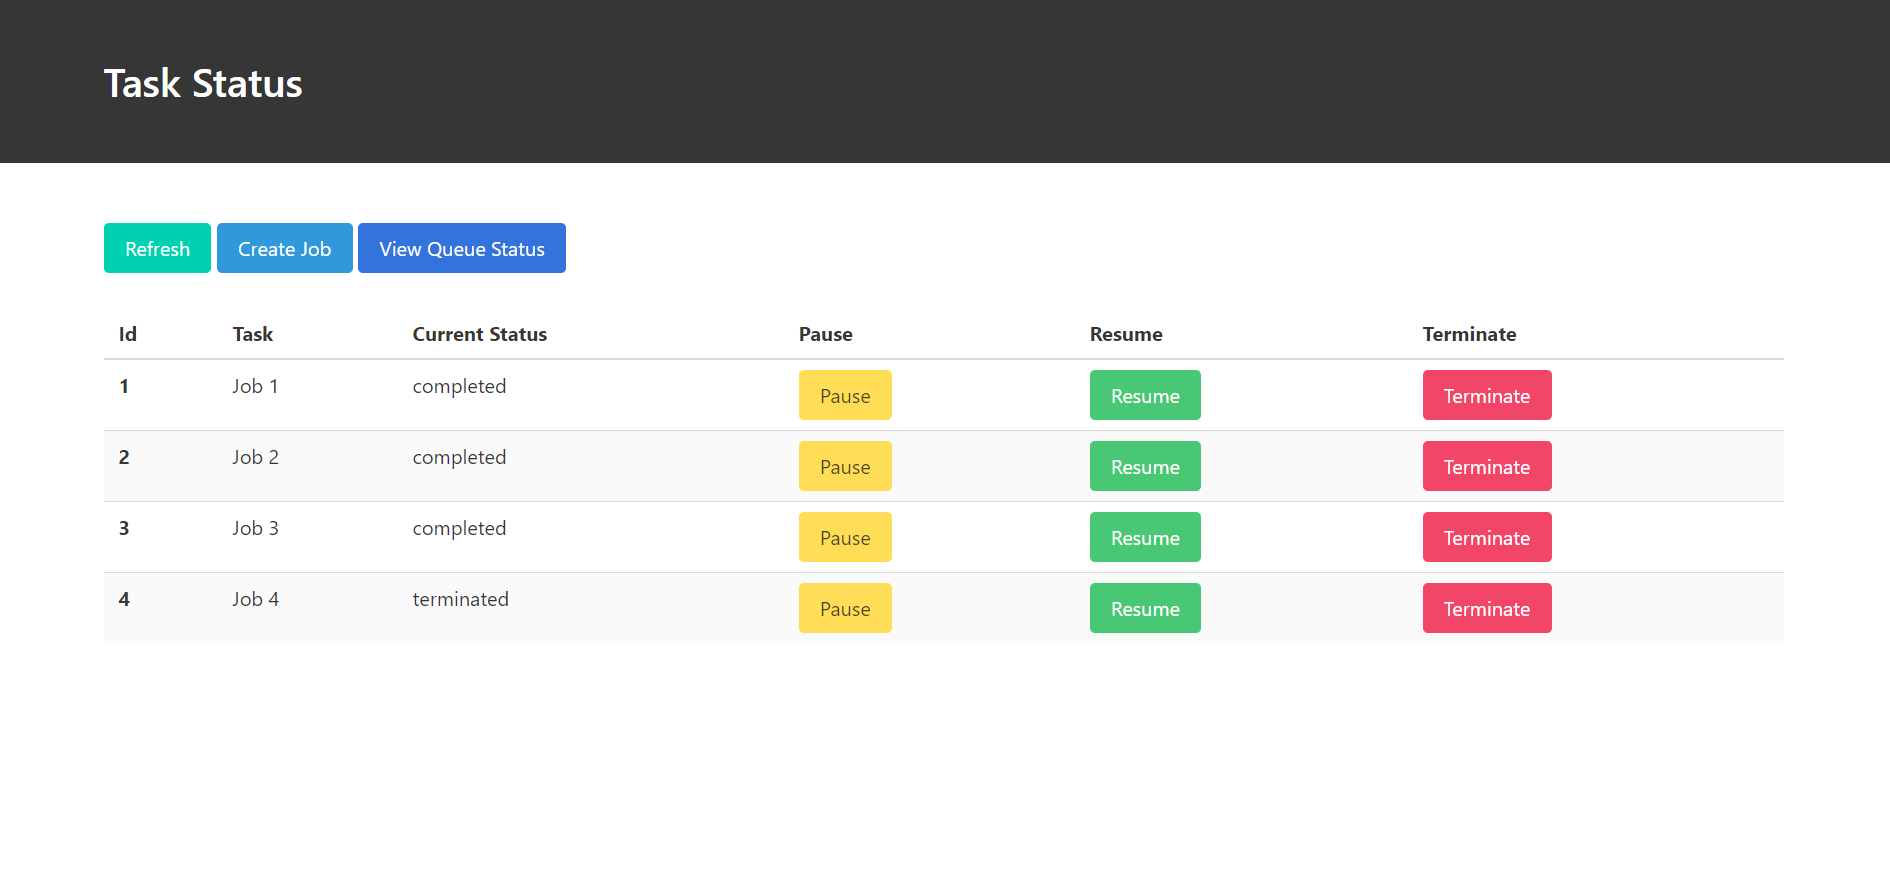 Task Status
Refresh Create Job View Queue Status
Id Task Current Status Pause Resume Terminate
1 Job 1 completed Pause Resume Terminate
2 Job 2 completed Pause Resume Terminate
3 Job 3 completed Pause Resume Terminate
4 Job 4 terminated Pause Resume Terminate